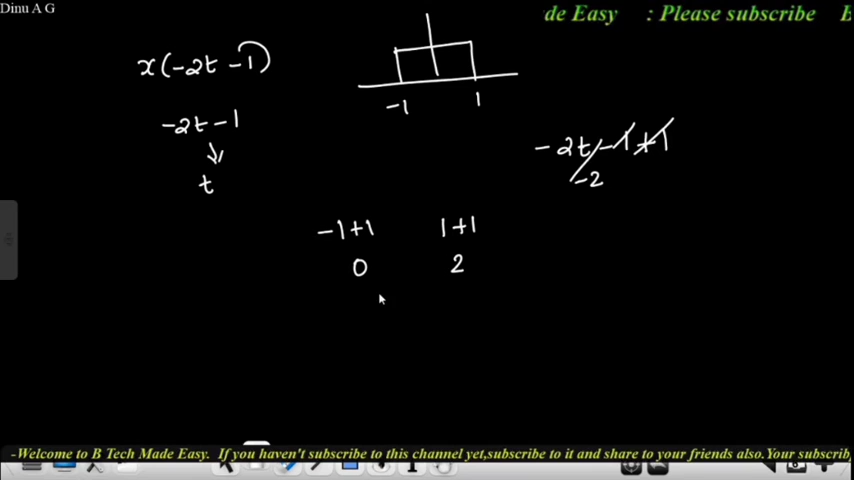 Dinu A G
de Easy : Please subscribe E
x(-2t-1)
-1 1
-2t-1
t
-2t-1+1
-2
-1+1 1+1
0 2
-Welcome to B Tech Made Easy. If you haven't subscribe to this channel yet,subscribe to it and share to your friends also.Your subscrib